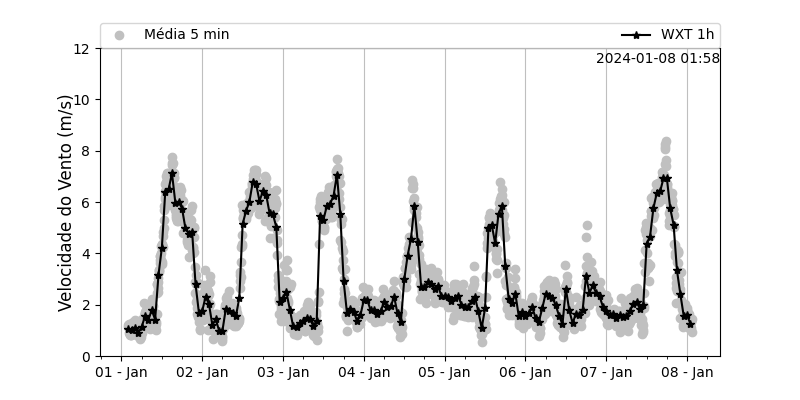 Média 5 min
WXT 1h
2024-01-08 01:58
Velocidade do Vento (m/s)
12
10
8
6
4
2
0
01 - Jan
02 - Jan
03 - Jan
04 - Jan
05 - Jan
06 - Jan
07 - Jan
08 - Jan